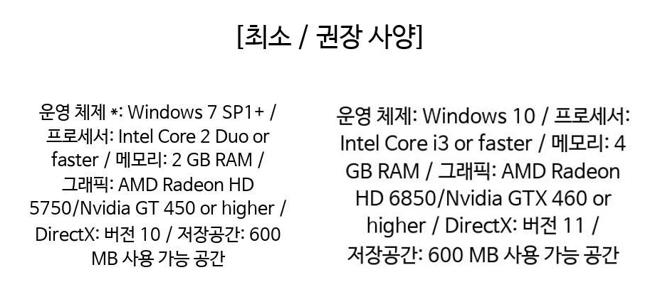 [최소 / 권장 사양]
운영 체제 *: Windows 7 SP1+ /
프로세서: Intel Core 2 Duo or
faster / 메모리: 2 GB RAM /
그래픽: AMD Radeon HD
5750/Nvidia GT 450 or higher /
DirectX: 버전 10 / 저장공간: 600
MB 사용 가능 공간
운영 체제: Windows 10 / 프로세서:
Intel Core i3 or faster / 메모리: 4
GB RAM / 그래픽: AMD Radeon
HD 6850/Nvidia GTX 460 or
higher / DirectX: 버전 11 /
저장공간: 600 MB 사용 가능 공간